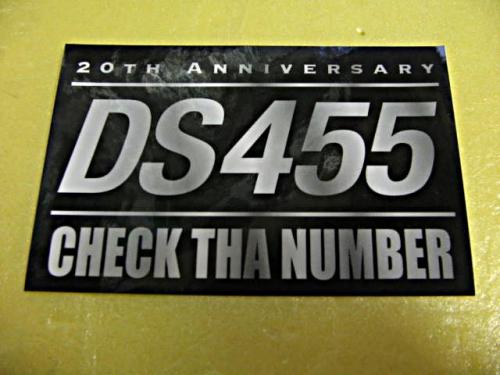 20TH ANNIVERSARY
DS455
CHECK THA NUMBER